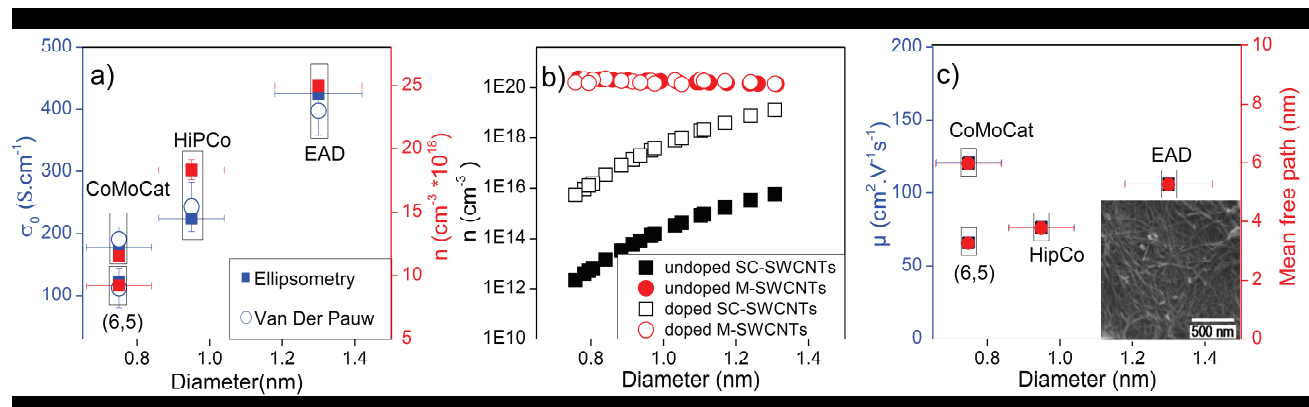 a)
500
400
300
200
100
σ₀ (S.cm⁻¹)
CoMoCat
HiPCo
EAD
(6,5)
Ellipsometry
Van Der Pauw
25
20
15
10
5
n (cm⁻³ *10¹⁸)
0.8 1.0 1.2 1.4
Diameter(nm)
b)
1E20
1E18
1E16
1E14
1E12
1E10
n (cm⁻³)
undoped SC-SWCNTs
undoped M-SWCNTs
doped SC-SWCNTs
doped M-SWCNTs
0.8 1.0 1.2 1.4
Diameter (nm)
c)
200
150
100
50
0
μ (cm² V⁻¹s⁻¹)
CoMoCat
EAD
(6,5)
HipCo
500 nm
10
8
6
4
2
0
Mean free path (nm)
0.8 1.0 1.2 1.4
Diameter (nm)